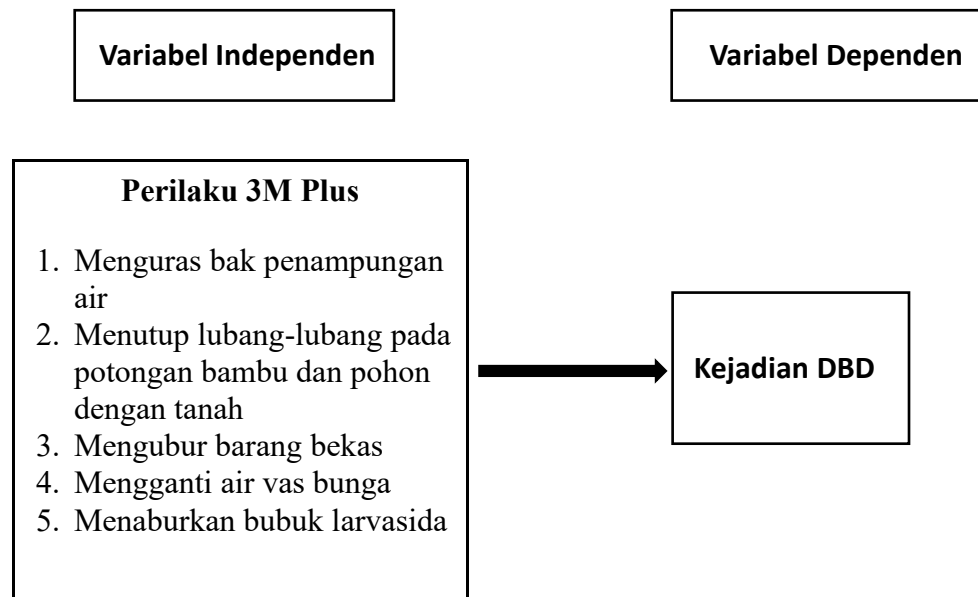 Variabel Independen
Variabel Dependen
Perilaku 3M Plus
1. Menguras bak penampungan
air
2. Menutup lubang-lubang pada
potongan bambu dan pohon
dengan tanah
3. Mengubur barang bekas
4. Mengganti air vas bunga
5. Menaburkan bubuk larvasida
Kejadian DBD